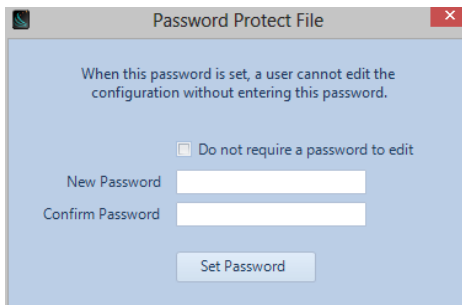 Password Protect File
When this password is set, a user cannot edit the
configuration without entering this password.
Do not require a password to edit
New Password
Confirm Password
Set Password